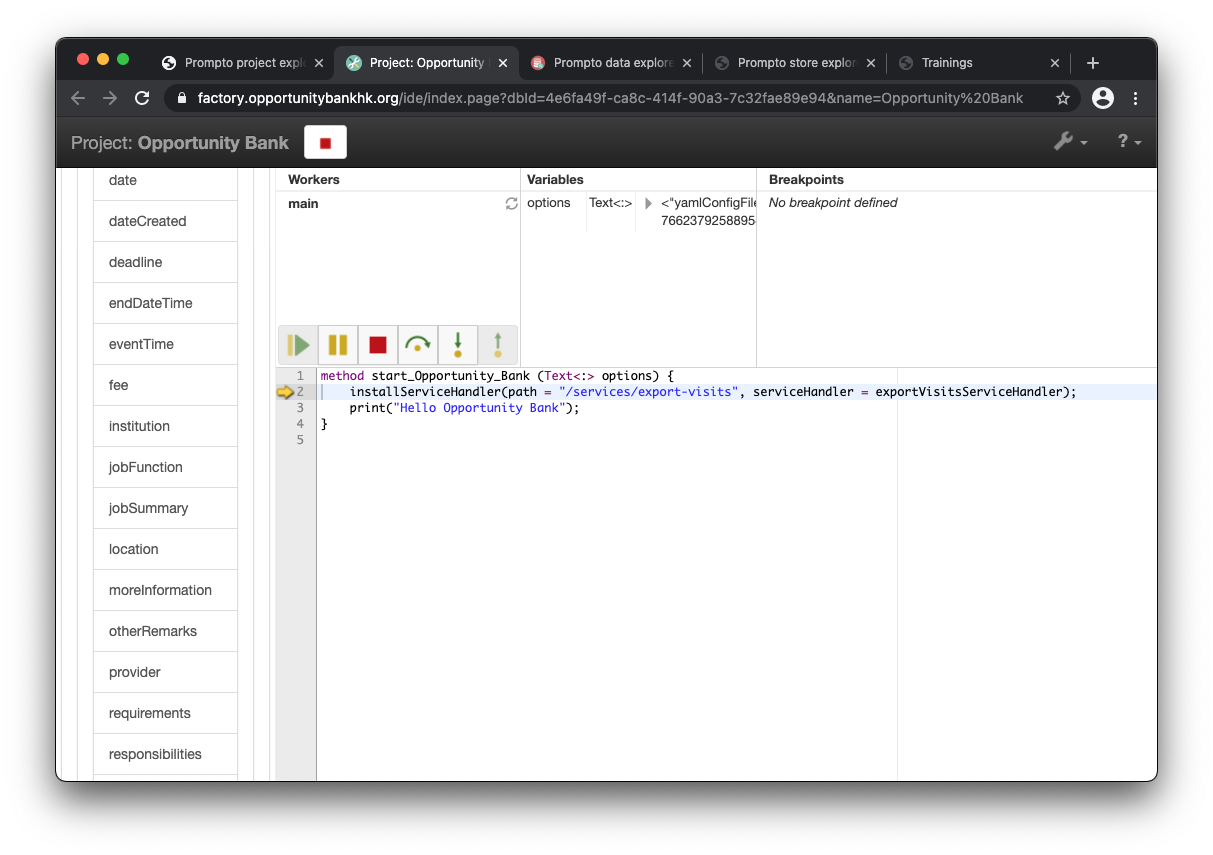 Prompto project explo
Project: Opportunity
Prompto data explore
Prompto store explor
Trainings
factory.opportunitybankhk.org/ide/index.page?dbId=4e6fa49f-ca8c-414f-90a3-7c32fae89e94&name=Opportunity%20Bank
Project: Opportunity Bank
?
date
dateCreated
deadline
endDateTime
eventTime
fee
institution
jobFunction
jobSummary
location
moreInformation
otherRemarks
provider
requirements
responsibilities
Workers
main
Variables
options Text<:> <"yamlConfigFile
7662379258895
Breakpoints
No breakpoint defined
1 method start_Opportunity_Bank (Text<:> options) {
2 installServiceHandler(path = "/services/export-visits", serviceHandler = exportVisitsServiceHandler);
3 print("Hello Opportunity Bank");
4 }
5